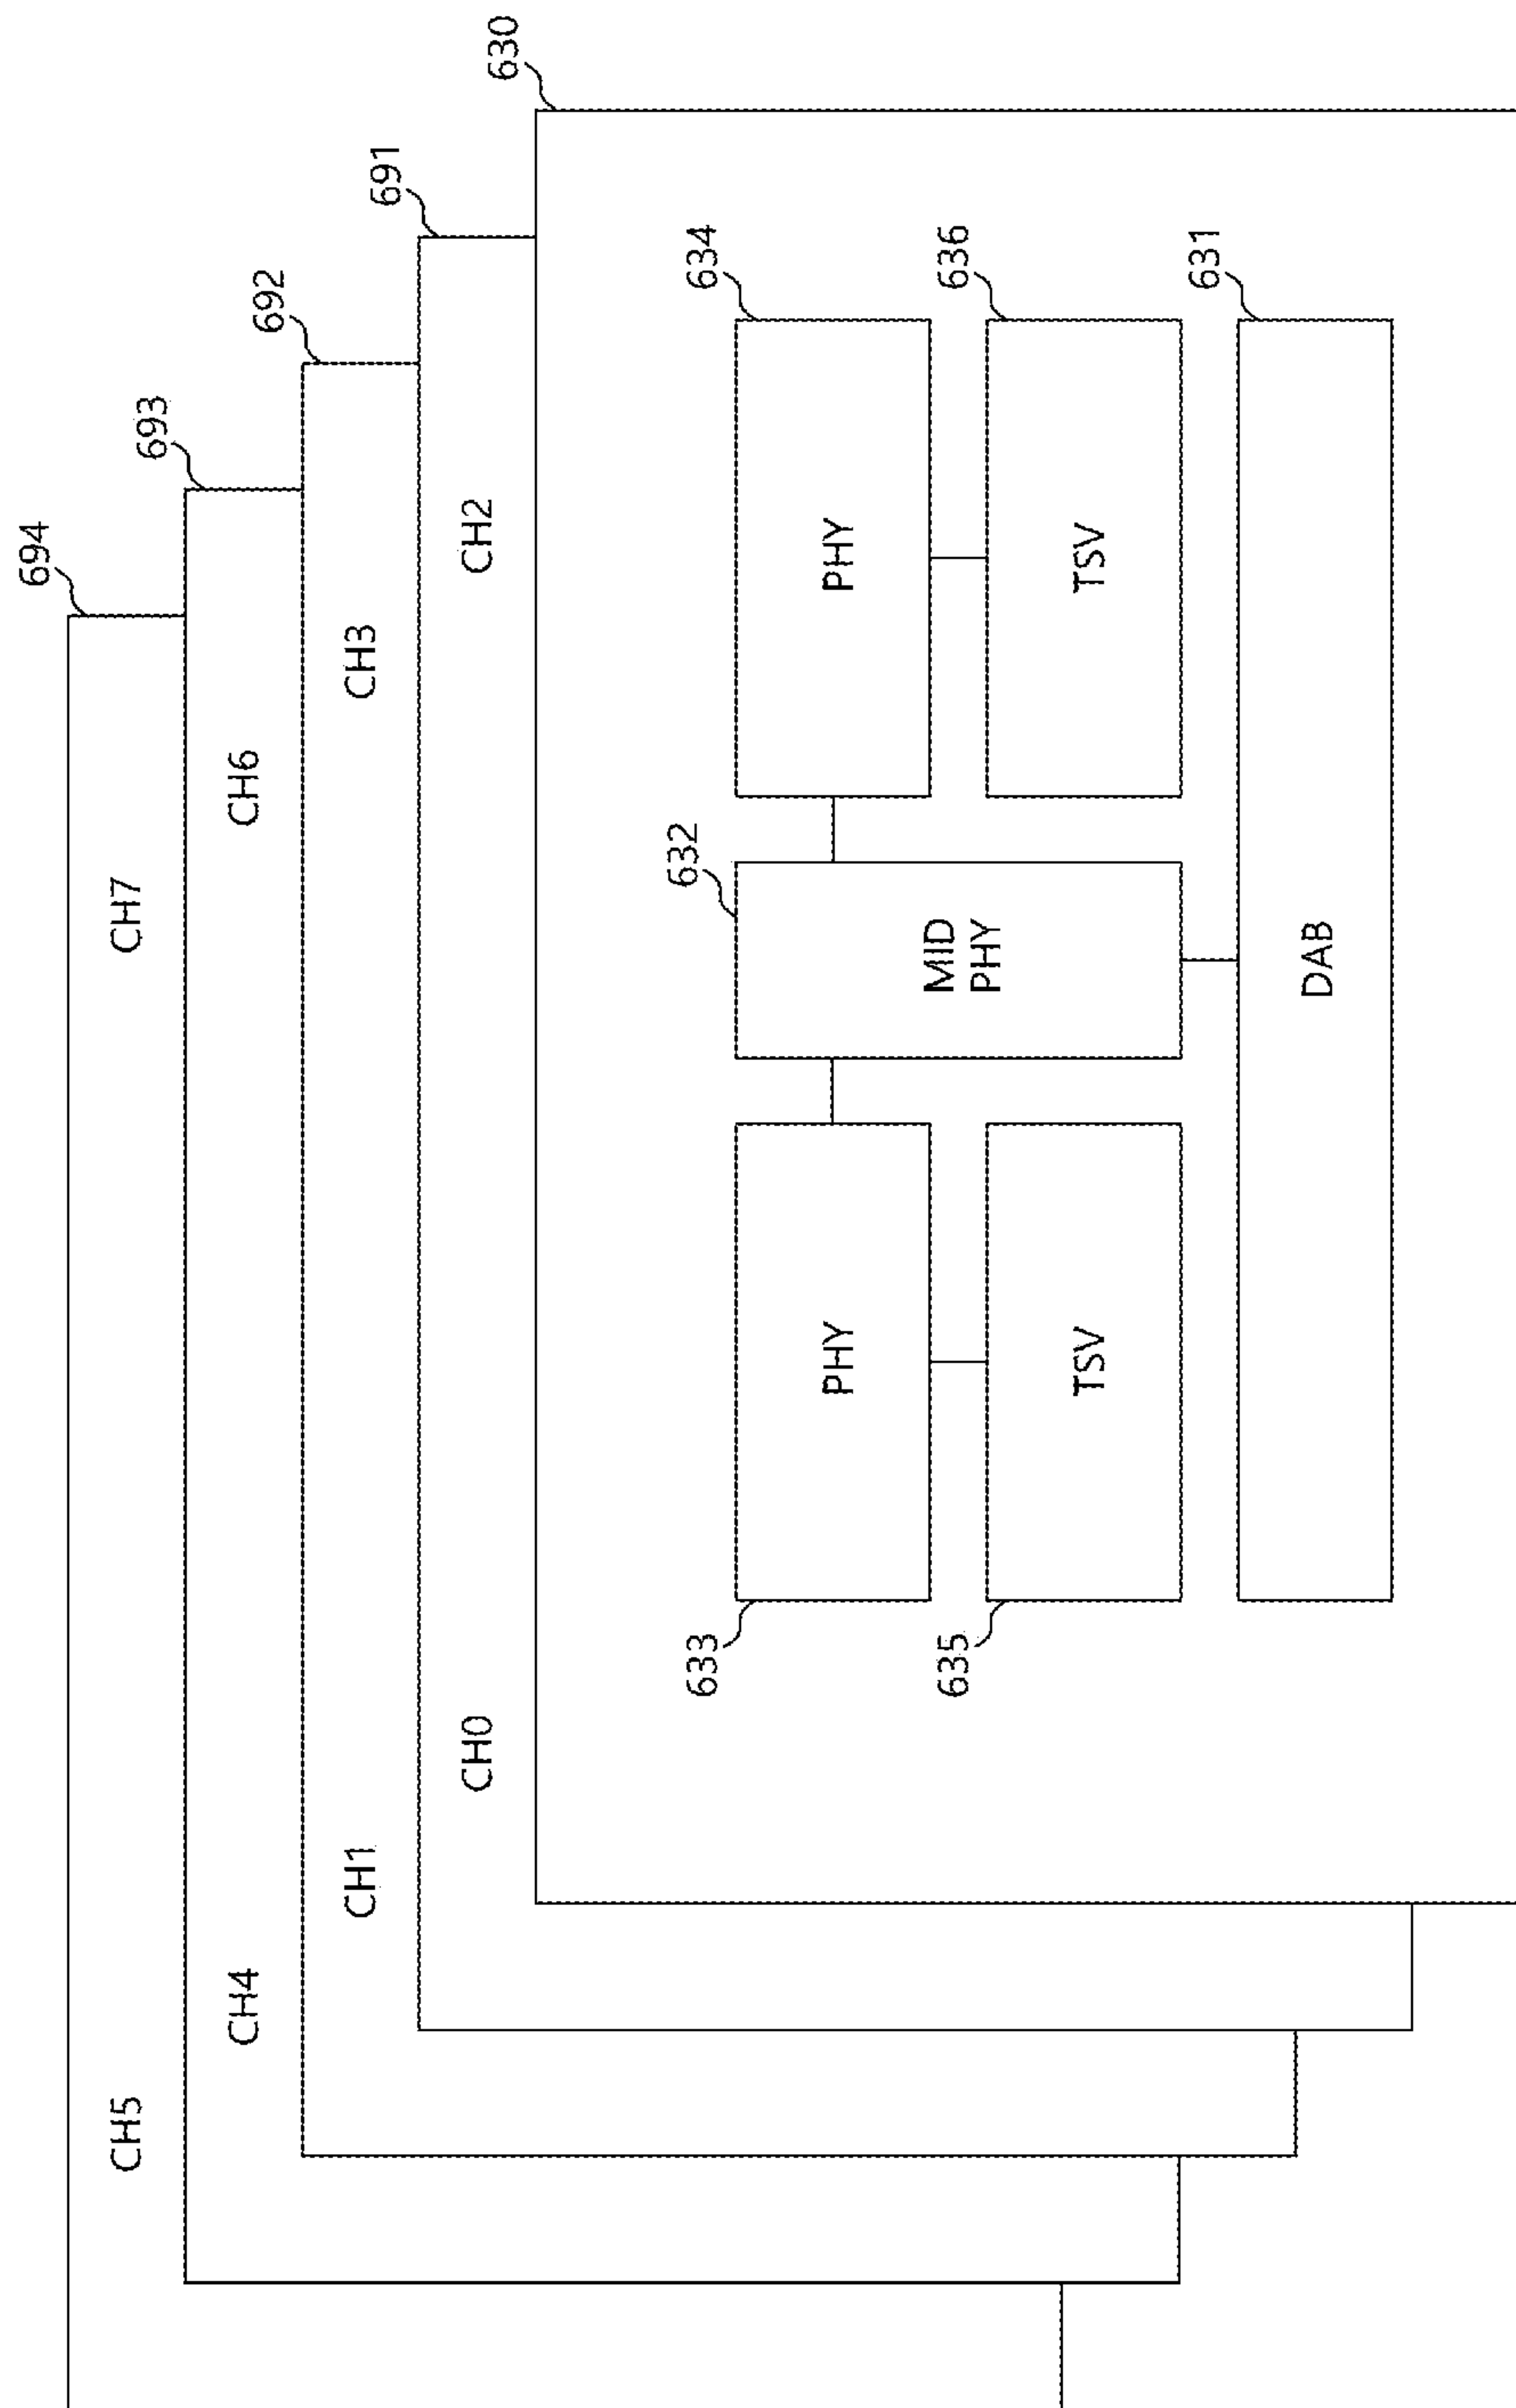 694
CH5
CH7
693
CH4
CH6
692
CH1
CH3
691
CH0
CH2
630
632
633
634
PHY
PHY
MID
PHY
635
636
TSV
TSV
631
DAB